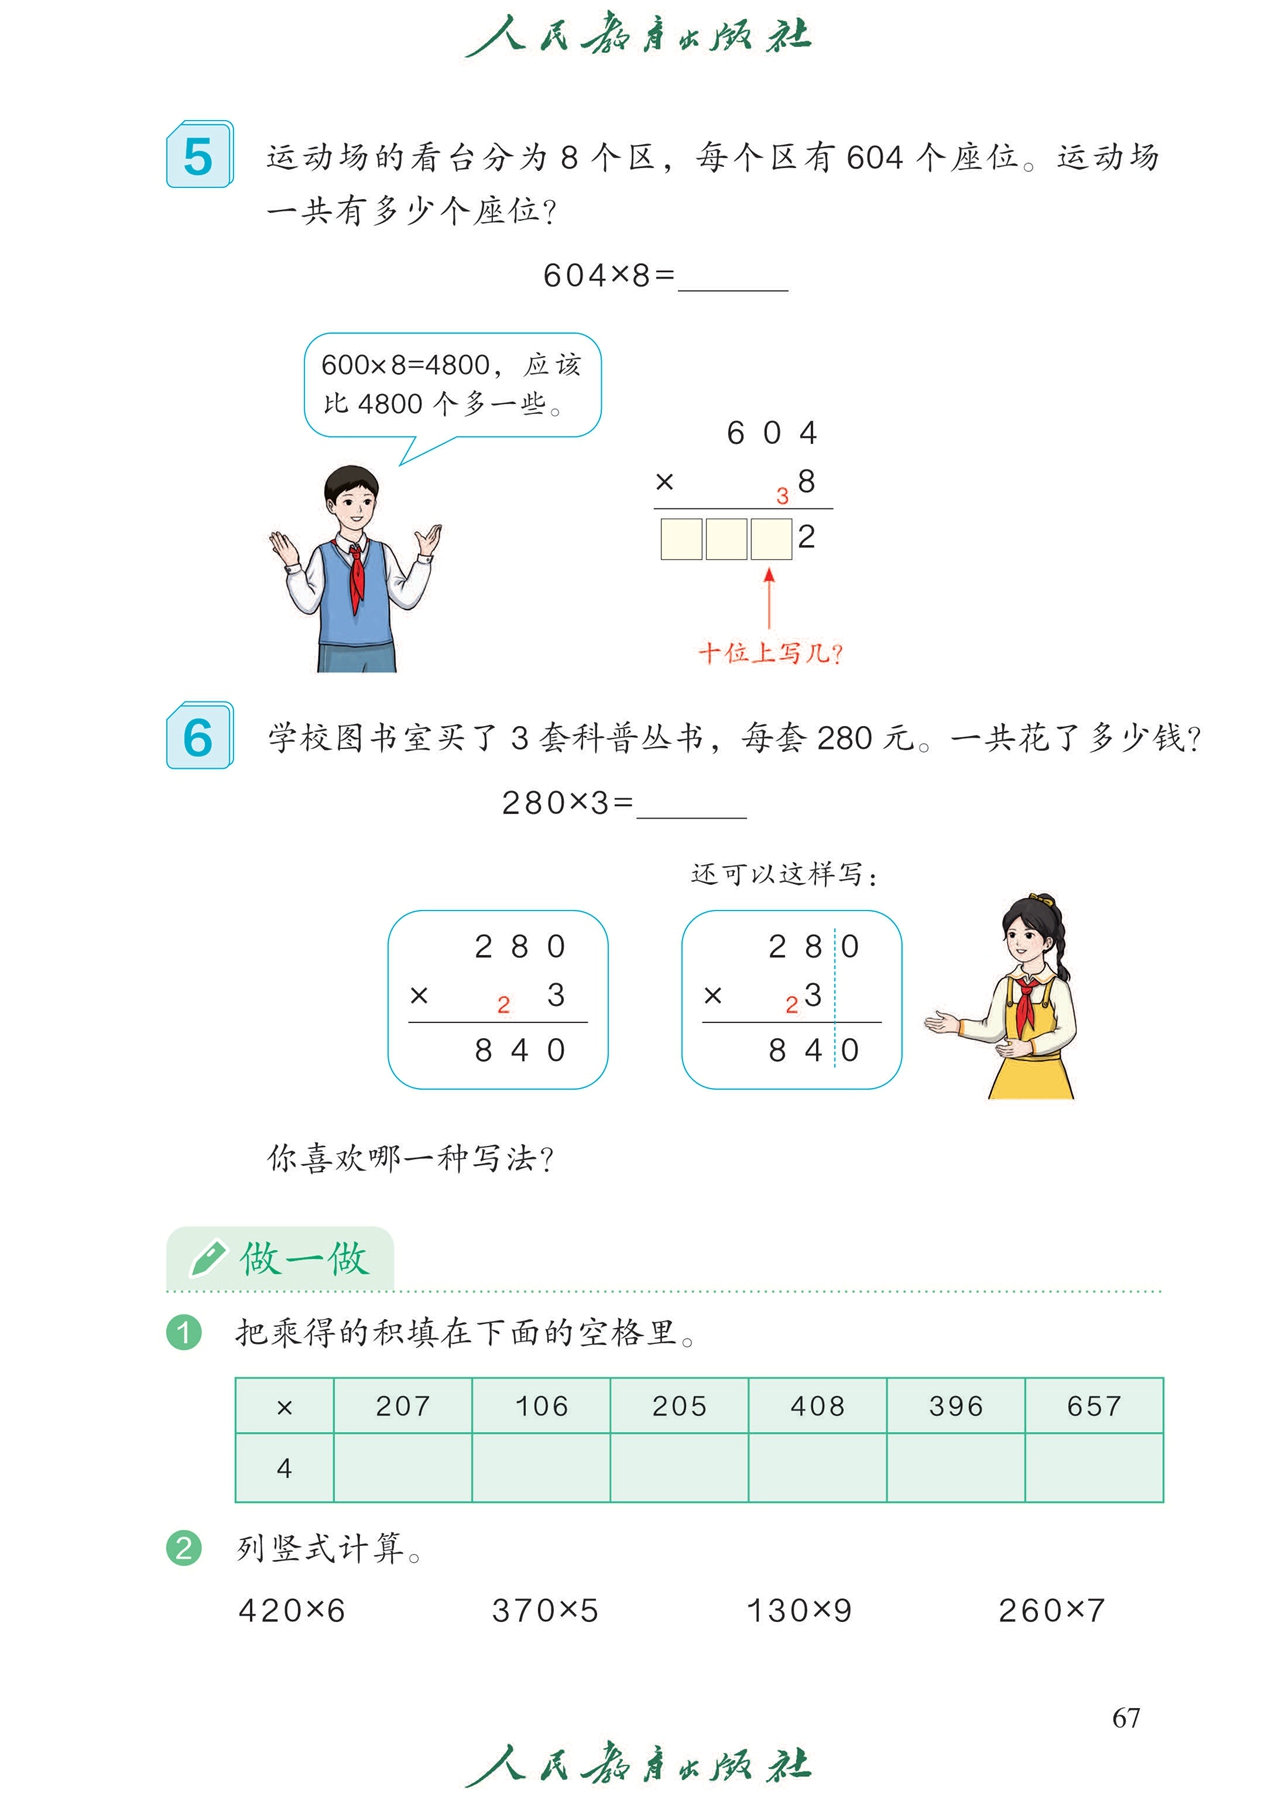 人民教育出版社
5 运动场的看台分为 8 个区，每个区有 604 个座位。运动场
一共有多少个座位？
604×8=______
600×8=4800，应该
比 4800 个多一些。
6 0 4
× 3 8
□□□2
十位上写几？
6 学校图书室买了 3 套科普丛书，每套 280 元。一共花了多少钱？
280×3=______
还可以这样写：
2 8 0
× 2 3
8 4 0
2 8 0
× 2 3
8 4 0
你喜欢哪一种写法？
做一做
1 把乘得的积填在下面的空格里。
× 207 106 205 408 396 657
4
2 列竖式计算。
420×6 370×5 130×9 260×7
67
人民教育出版社